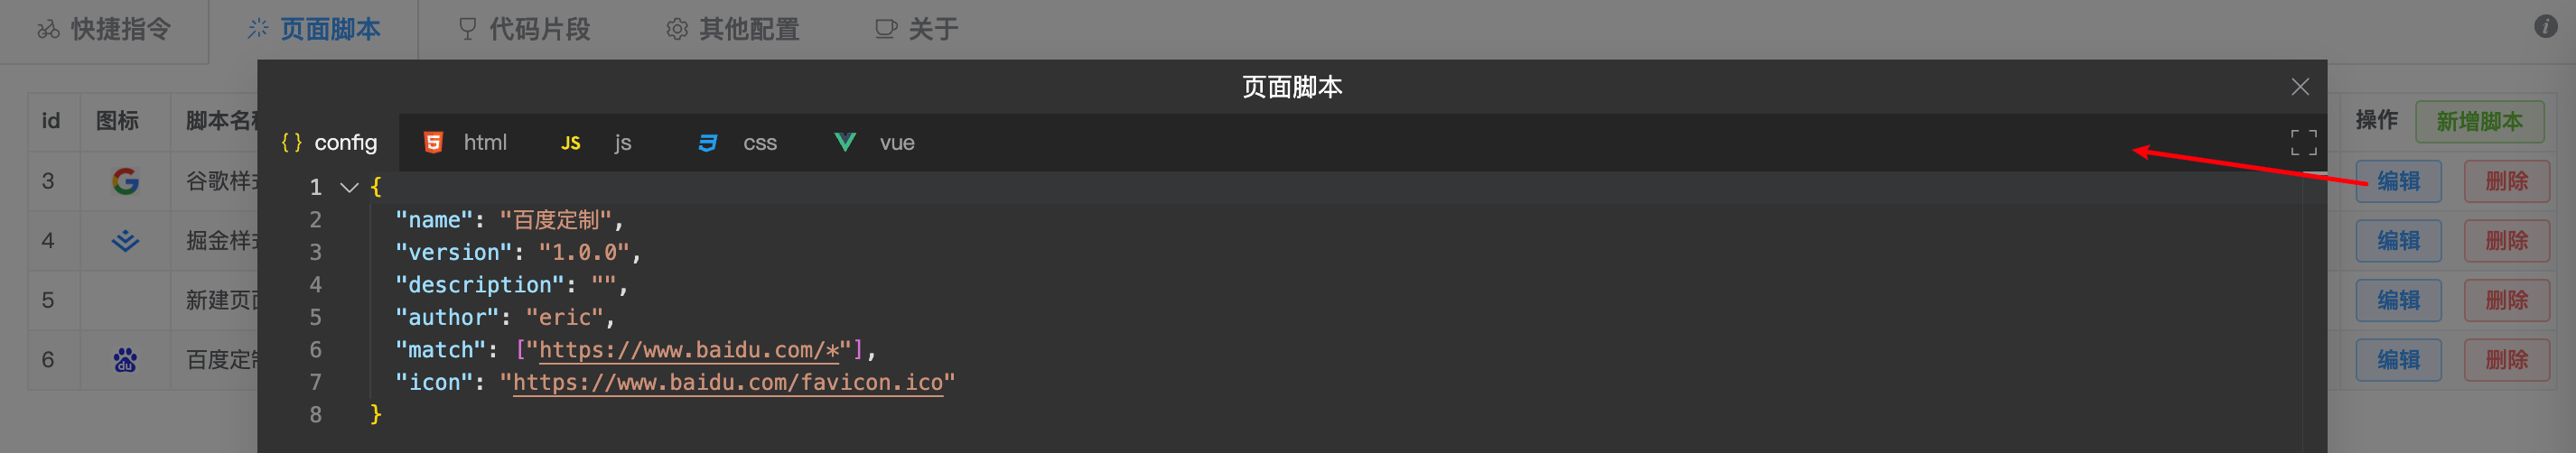 快捷指令 页面脚本 代码片段 其他配置 关于
页面脚本
id 图标 脚本名 操作 新增脚本
{ } config html JS js css vue
3 谷歌样 编辑 删除
4 掘金样 编辑 删除
5 新建页 编辑 删除
6 百度定 编辑 删除
1 {
2 "name": "百度定制",
3 "version": "1.0.0",
4 "description": "",
5 "author": "eric",
6 "match": ["https://www.baidu.com/*"],
7 "icon": "https://www.baidu.com/favicon.ico"
8 }